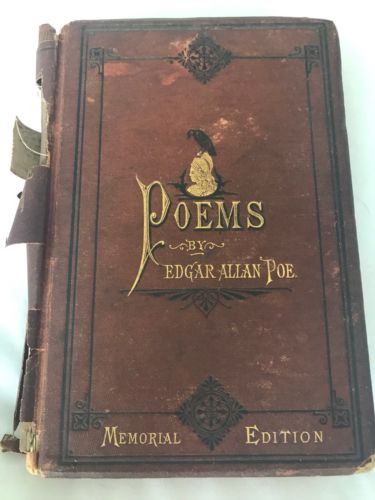 POEMS
BY
EDGAR ALLAN POE.
MEMORIAL EDITION